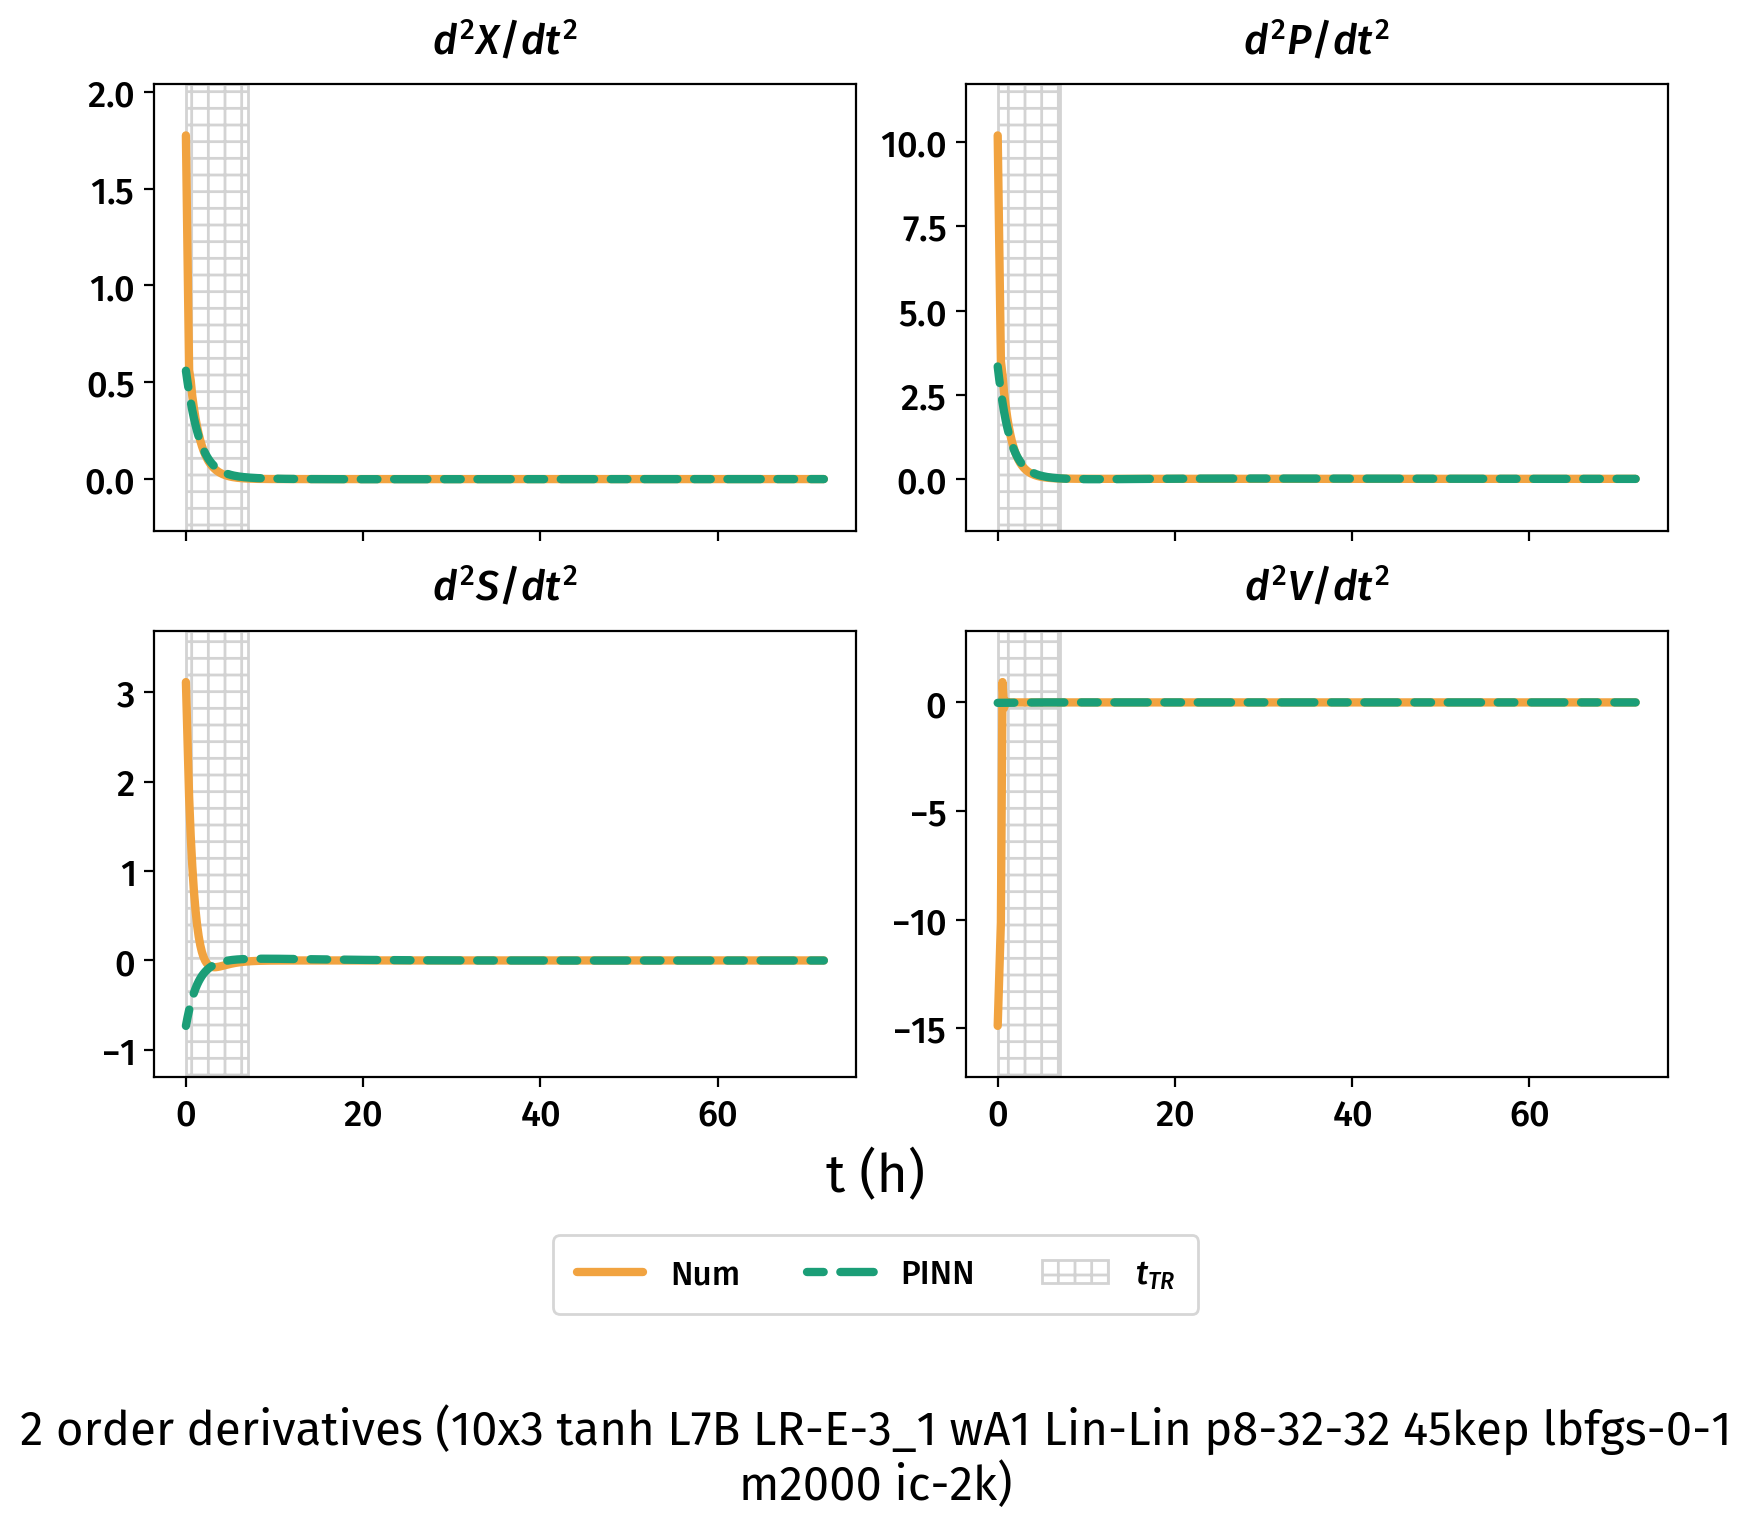 d²X/dt²
d²P/dt²
2.0
1.5
1.0
0.5
0.0
10.0
7.5
5.0
2.5
0.0
d²S/dt²
d²V/dt²
3
2
1
0
−1
0
−5
−10
−15
0 20 40 60
0 20 40 60
t (h)
Num PINN t_TR
2 order derivatives (10x3 tanh L7B LR-E-3_1 wA1 Lin-Lin p8-32-32 45kep lbfgs-0-1
m2000 ic-2k)